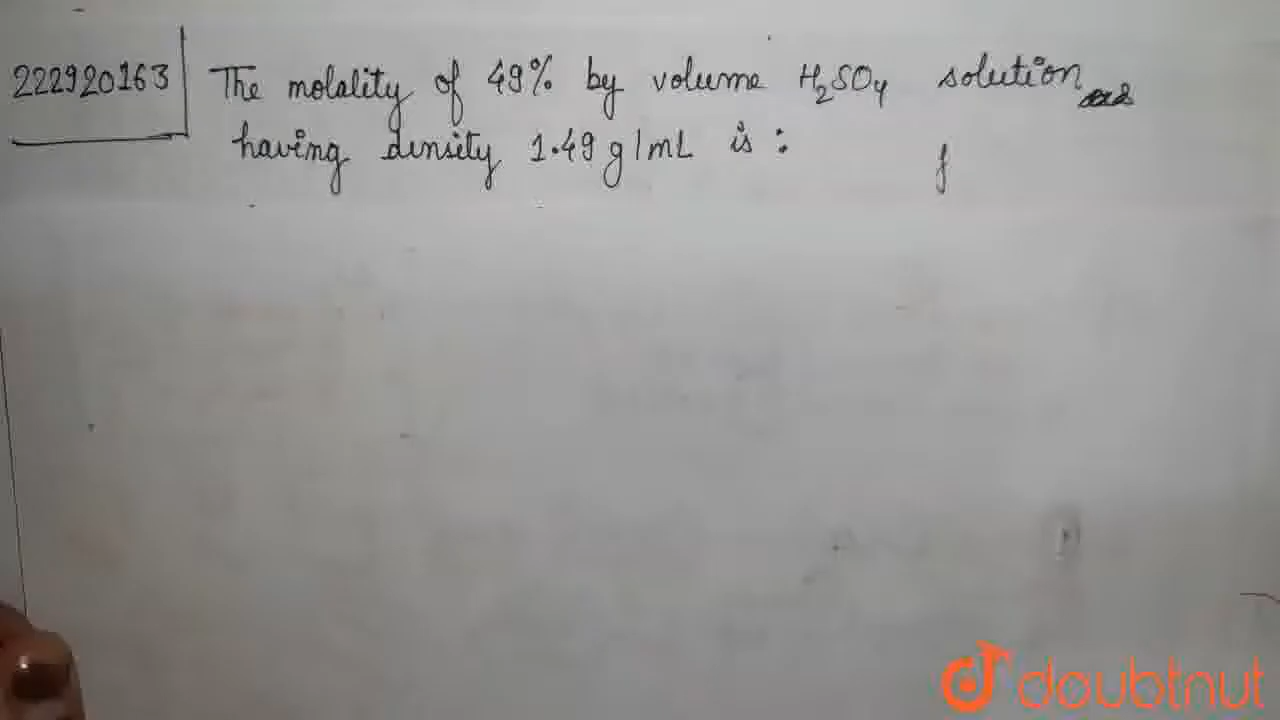 222920163 The molality of 49% by volume H₂SO₄ solution
having density 1.49 g/mL is :
doubtnut